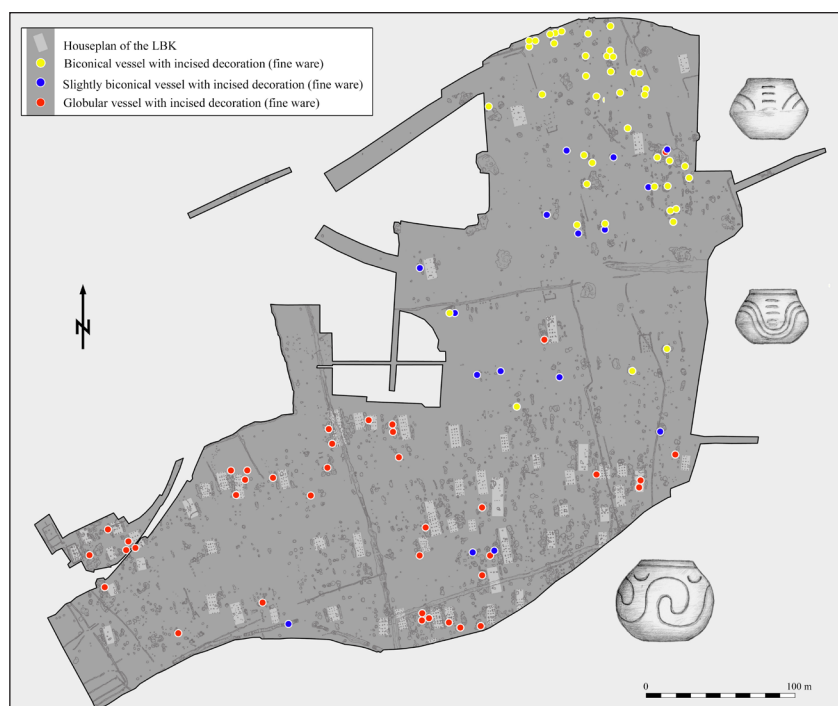 Houseplan of the LBK
Biconical vessel with incised decoration (fine ware)
Slightly biconical vessel with incised decoration (fine ware)
Globular vessel with incised decoration (fine ware)
N
0 100 m